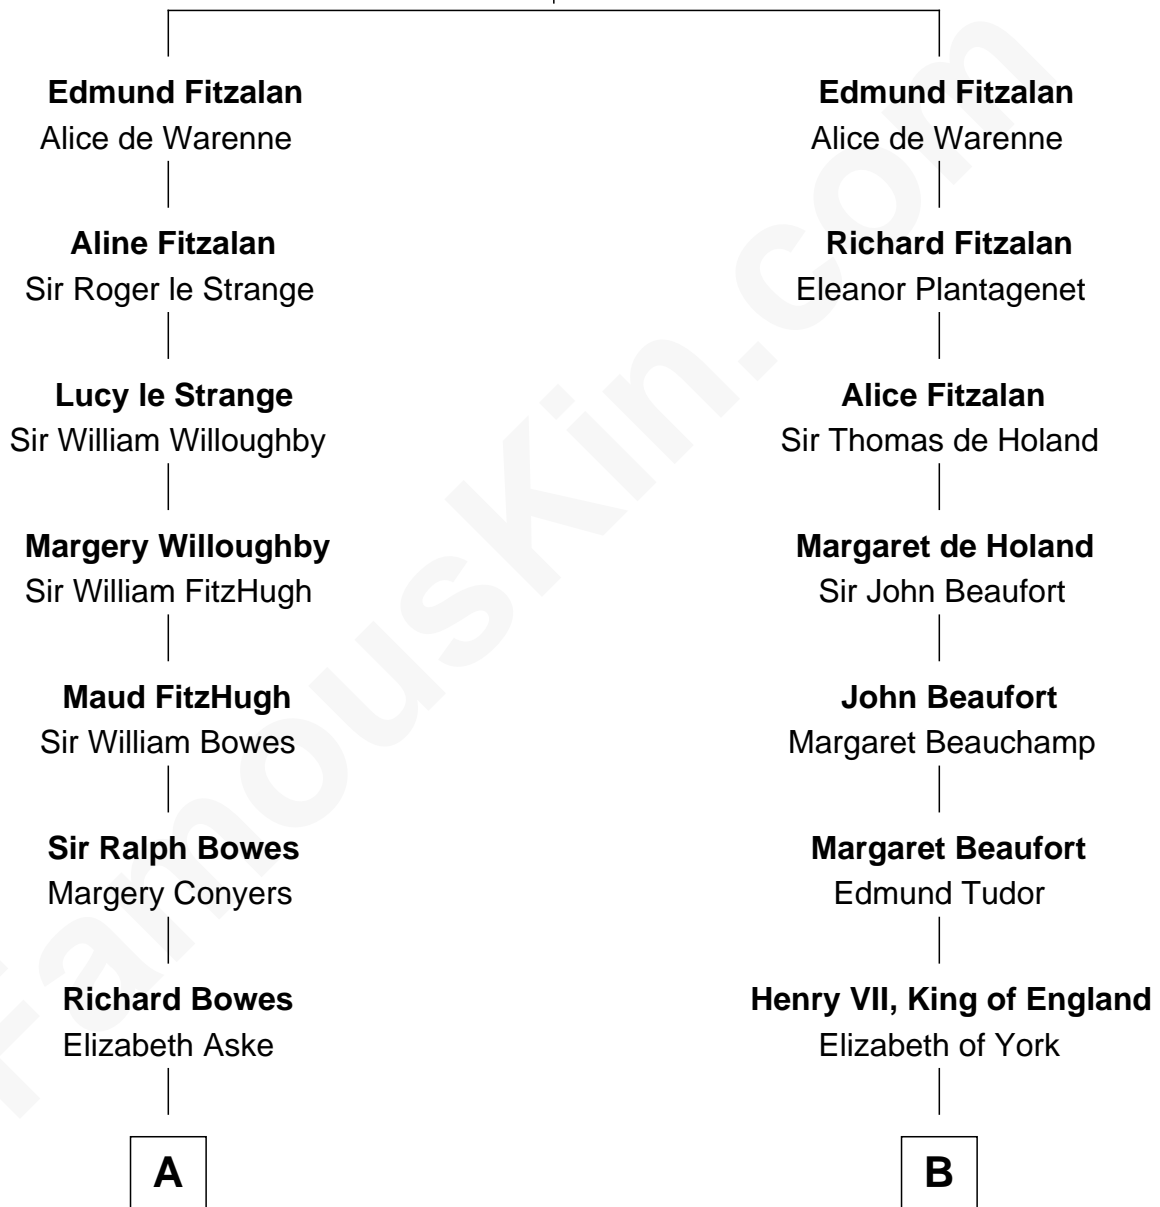 Edmund Fitzalan
Alice de Warenne
Aline Fitzalan
Sir Roger le Strange
Lucy le Strange
Sir William Willoughby
Margery Willoughby
Sir William FitzHugh
Maud FitzHugh
Sir William Bowes
Sir Ralph Bowes
Margery Conyers
Richard Bowes
Elizabeth Aske
A
Edmund Fitzalan
Alice de Warenne
Richard Fitzalan
Eleanor Plantagenet
Alice Fitzalan
Sir Thomas de Holand
Margaret de Holand
Sir John Beaufort
John Beaufort
Margaret Beauchamp
Margaret Beaufort
Edmund Tudor
Henry VII, King of England
Elizabeth of York
B
FamousKin.com